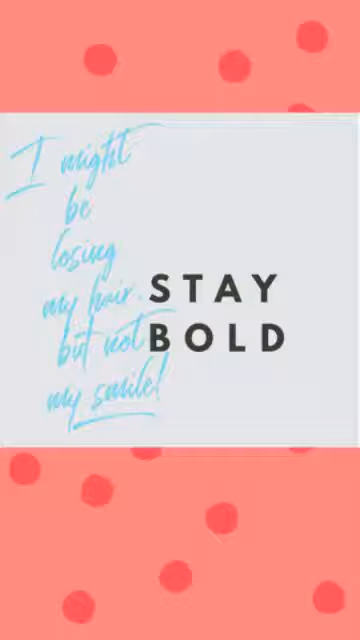 I might
be
losing
my hair.
but not
my smile!
STAY
BOLD